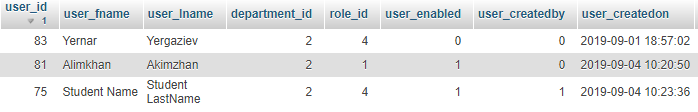 user_id user_fname user_lname department_id role_id user_enabled user_createdby user_createdon
1
83 Yernar Yergaziev 2 4 0 0 2019-09-01 18:57:02
81 Alimkhan Akimzhan 2 1 1 0 2019-09-04 10:20:50
75 Student Name Student LastName 2 4 1 1 2019-09-04 10:23:36